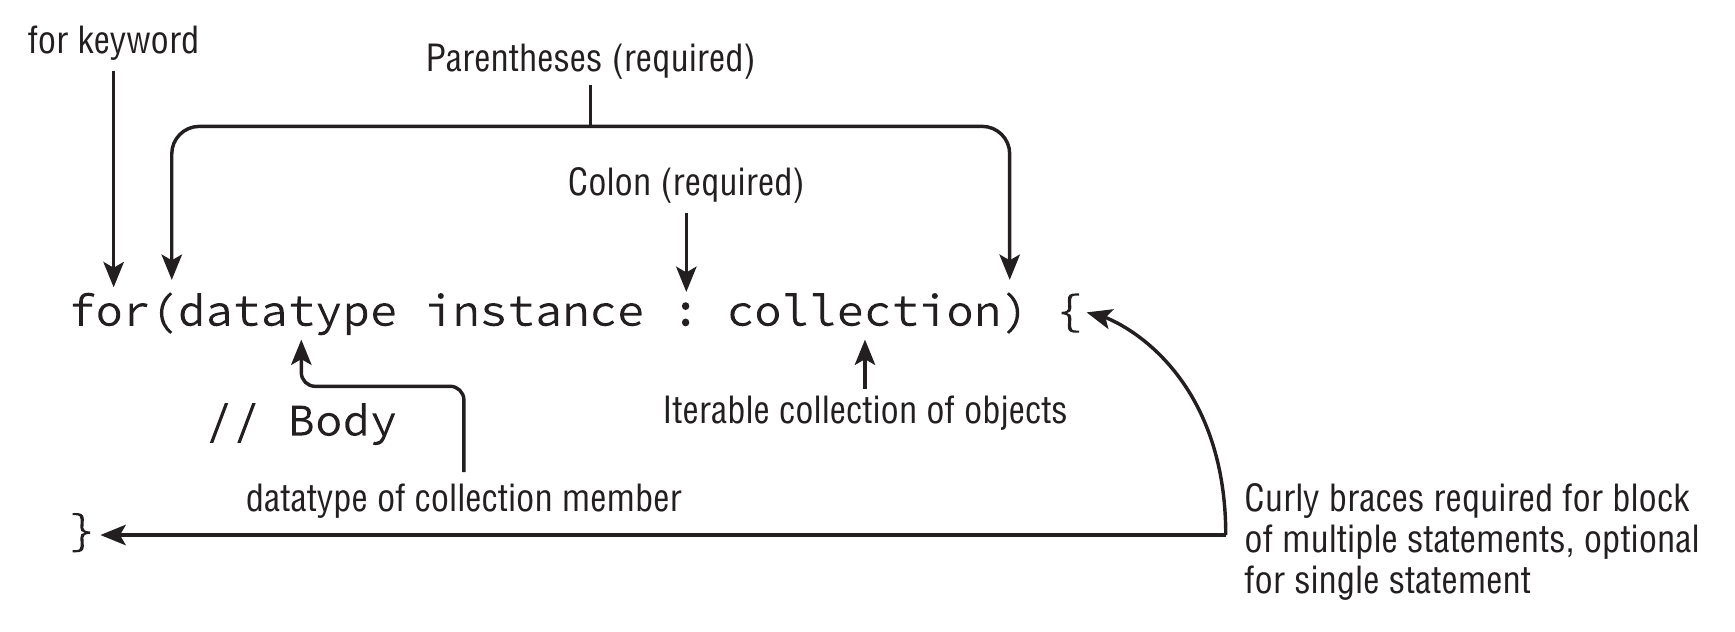 for keyword
Parentheses (required)
Colon (required)
for(datatype instance : collection) {
// Body
Iterable collection of objects
datatype of collection member
}
Curly braces required for block
of multiple statements, optional
for single statement